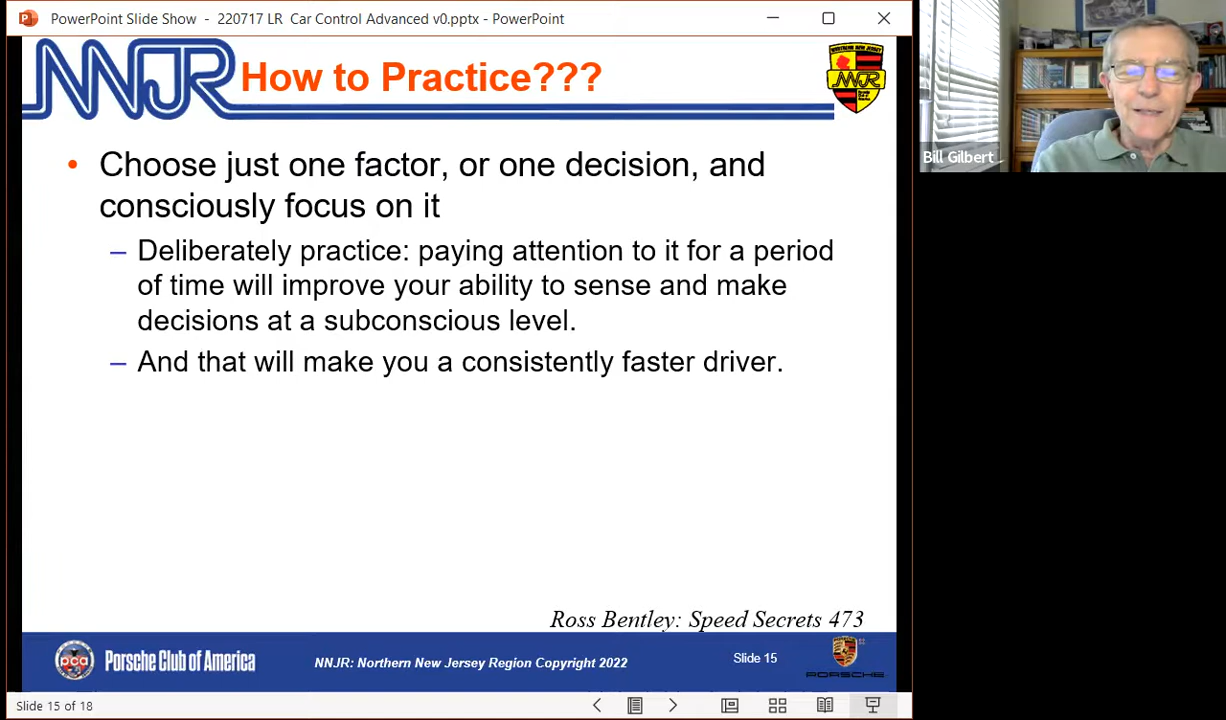 PowerPoint Slide Show - 220717 LR Car Control Advanced v0.pptx - PowerPoint
NNJR
How to Practice???
NNJR
• Choose just one factor, or one decision, and
consciously focus on it
– Deliberately practice: paying attention to it for a period
of time will improve your ability to sense and make
decisions at a subconscious level.
– And that will make you a consistently faster driver.
Ross Bentley: Speed Secrets 473
pca
Porsche Club of America
NNJR: Northern New Jersey Region Copyright 2022
Slide 15
PORSCHE
Slide 15 of 18
Bill Gilbert